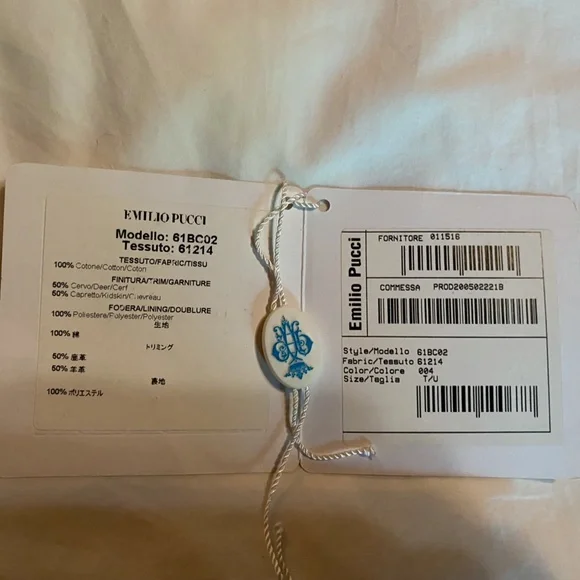 EMILIO PUCCI
Modello: 61BC02
Tessuto: 61214
TESSUTO/FABRIC/TISSU
100% Cotone/Cotton/Coton
FINITURA/TRIM/GARNITURE
50% Cervo/Deer/Cerf
50% Capretto/Kidskin/Chevreau
FODERA/LINING/DOUBLURE
100% Poliestere/Polyester/Polyester
生地
100% 綿
トリミング
50% 鹿革
50% 羊革
裏地
100% ポリエステル
Emilio Pucci
FORNITORE 011516
COMMESSA PROD200502221B
Style/Modello 61BC02
Fabric/Tessuto 61214
Color/Colore 004
Size/Taglia T/U